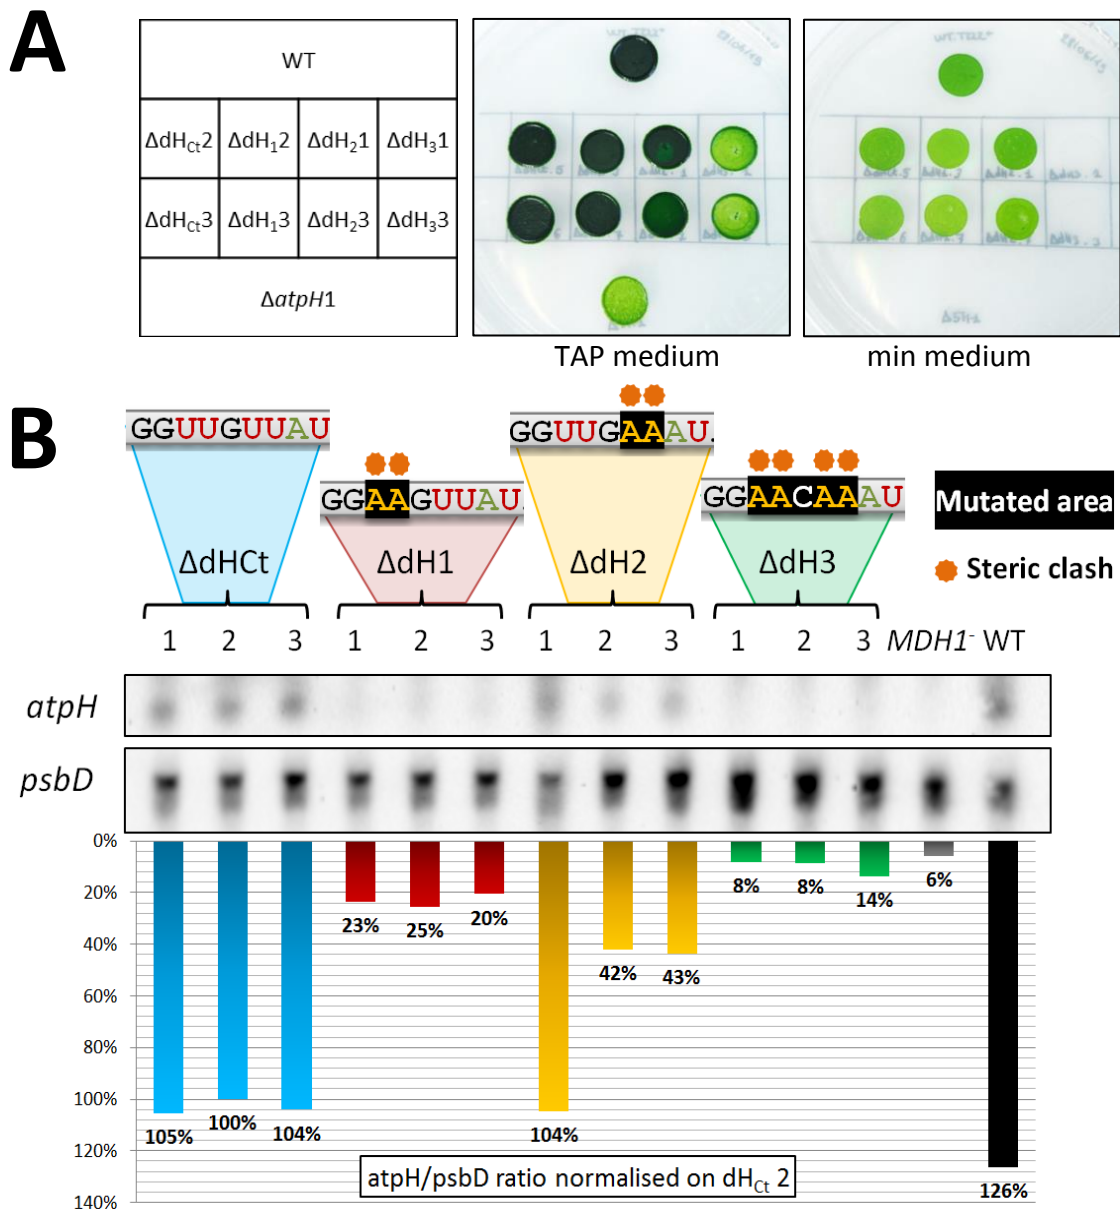 A
WT
ΔdHCt2 ΔdH12 ΔdH21 ΔdH31
ΔdHCt3 ΔdH13 ΔdH23 ΔdH33
ΔatpH1
TAP medium
min medium
B
GGUUGUUAU
GGAAGUUAU
GGUUGAAAU.
GGAACAAAU
Mutated area
Steric clash
ΔdHCt
ΔdH1
ΔdH2
ΔdH3
1 2 3 1 2 3 1 2 3 1 2 3 MDH1- WT
atpH
psbD
0%
20%
40%
60%
80%
100%
120%
140%
105%
100%
104%
23%
25%
20%
104%
42%
43%
8%
8%
14%
6%
126%
atpH/psbD ratio normalised on dHCt 2